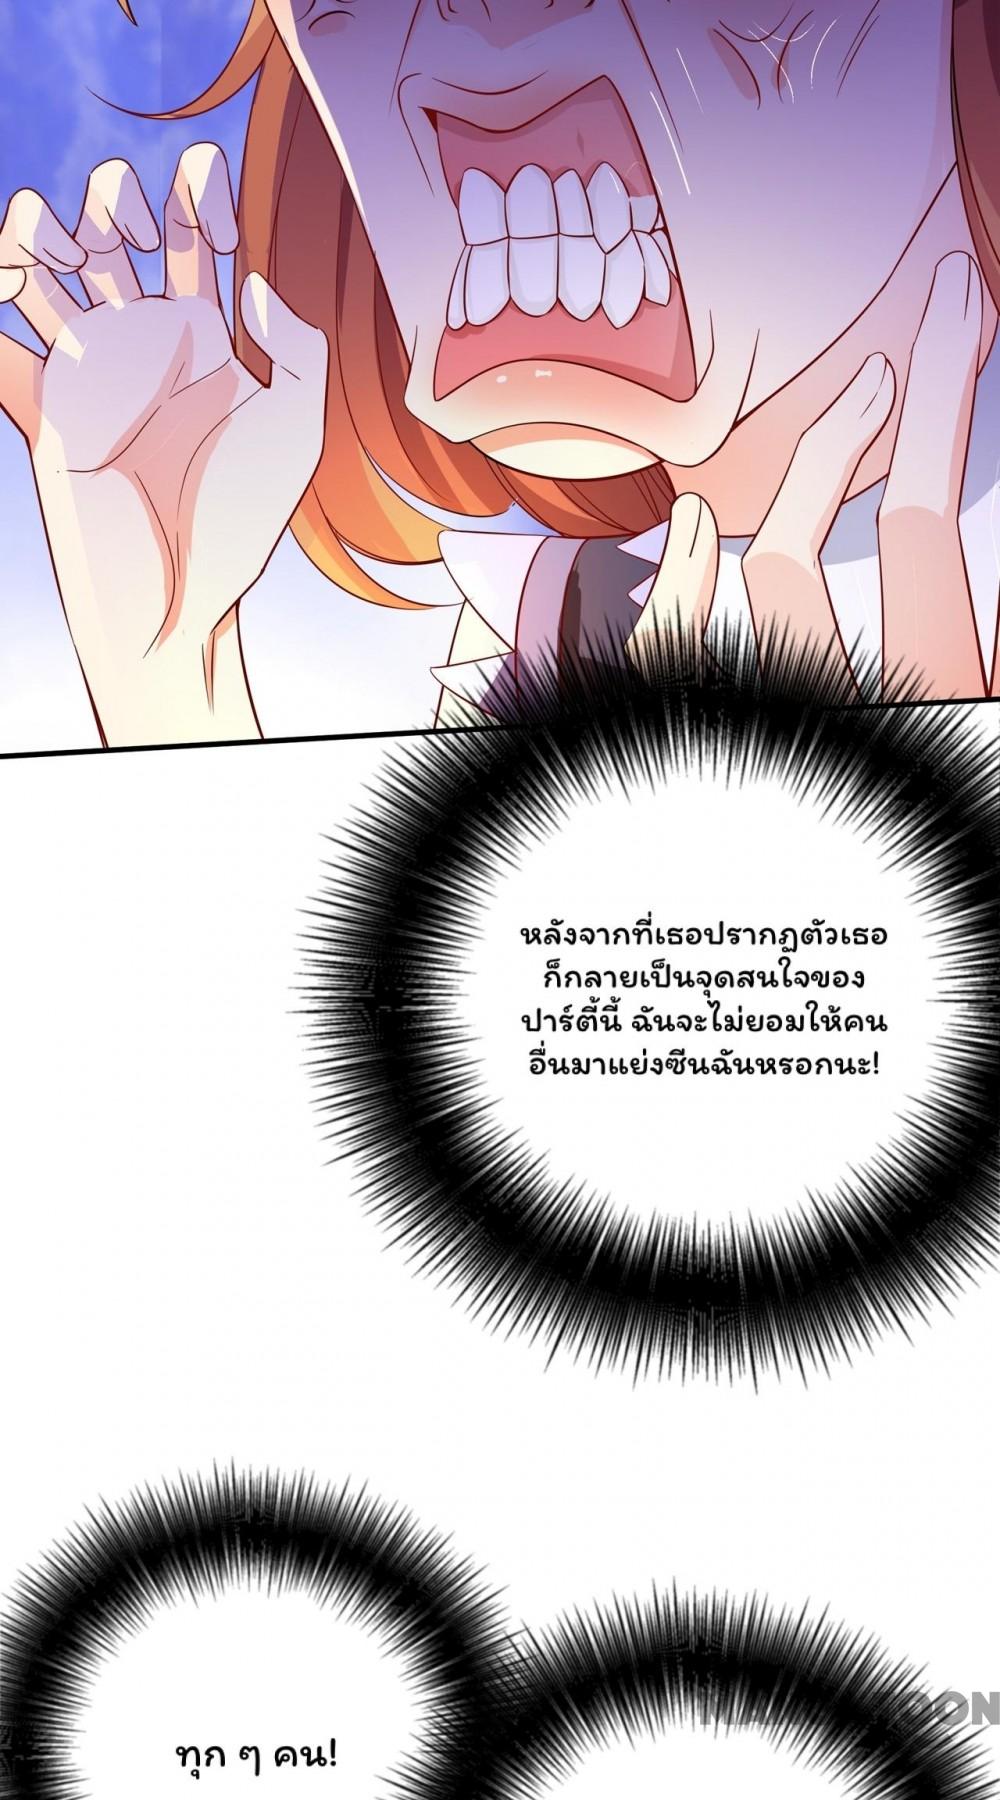 หลังจากที่เธอปรากฏตัวเธอ
ก็กลายเป็นจุดสนใจของ
ปาร์ตี้นี้ ฉันจะไม่ยอมให้คน
อื่นมาแย่งซีนฉันหรอกนะ!
ทุก ๆ คน!